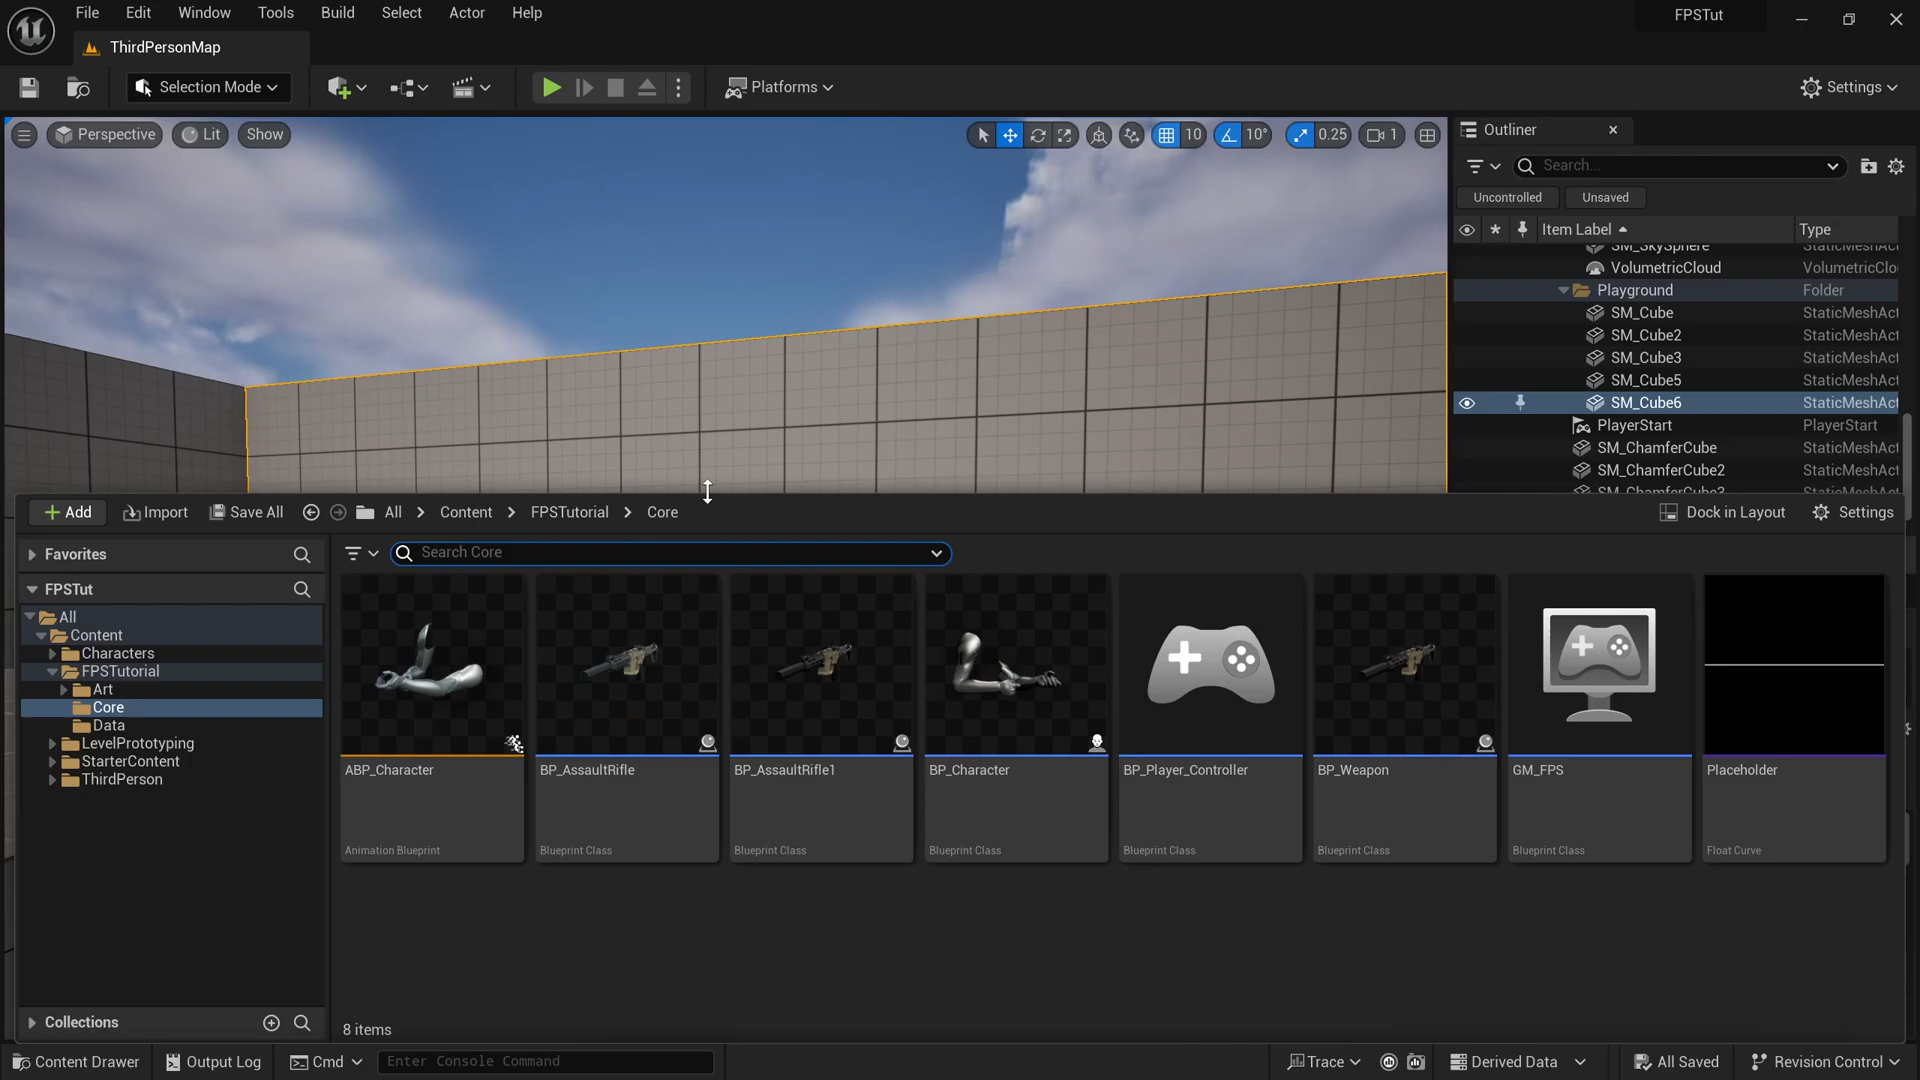 File Edit Window Tools Build Select Actor Help
FPSTut
ThirdPersonMap
Selection Mode
Platforms
Settings
Perspective Lit Show
10 10° 0.25 1
Outliner
Search...
Uncontrolled Unsaved
Item Label Type
SM_SkySphere StaticMeshAct
VolumetricCloud VolumetricClo
Playground Folder
SM_Cube StaticMeshAct
SM_Cube2 StaticMeshAct
SM_Cube3 StaticMeshAct
SM_Cube5 StaticMeshAct
SM_Cube6 StaticMeshAct
PlayerStart PlayerStart
SM_ChamferCube StaticMeshAct
SM_ChamferCube2 StaticMeshAct
SM_ChamferCube3 StaticMeshAct
Add Import Save All All > Content > FPSTutorial > Core Dock in Layout Settings
Favorites
Search Core
FPSTut
All
Content
Characters
FPSTutorial
Art
Core
Data
LevelPrototyping
StarterContent
ThirdPerson
ABP_Character BP_AssaultRifle BP_AssaultRifle1 BP_Character BP_Player_Controller BP_Weapon GM_FPS Placeholder
Animation Blueprint Blueprint Class Blueprint Class Blueprint Class Blueprint Class Blueprint Class Blueprint Class Float Curve
Collections
8 items
Content Drawer Output Log Cmd Enter Console Command Trace Derived Data All Saved Revision Control